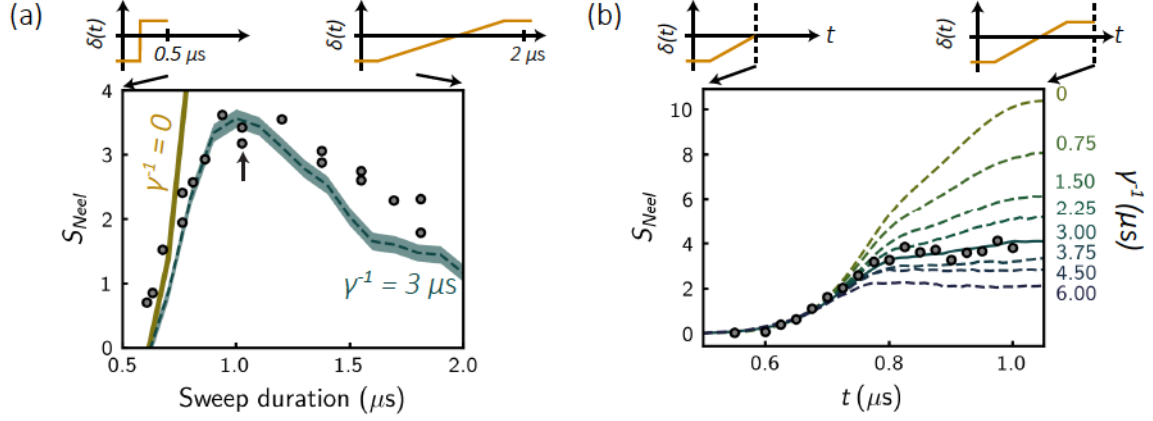 (a)
δ(t)
0.5 μs
δ(t)
2 μs
4
3
2
1
0
S_Neel
γ⁻¹ = 0
γ⁻¹ = 3 μs
0.5
1.0
1.5
2.0
Sweep duration (μs)
(b)
δ(t)
t
δ(t)
t
10
8
6
4
2
0
S_Neel
0
0.75
1.50
2.25
3.00
3.75
4.50
6.00
γ⁻¹ (μs)
0.6
0.8
1.0
t (μs)